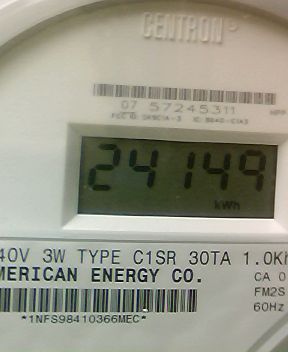 CENTRON
07 57245311
24149
kWh
40V 3W TYPE C1SR 30TA 1.0Kh
MERICAN ENERGY CO.
CA 0
FM2S
60Hz
*1NFS98410366MEC*